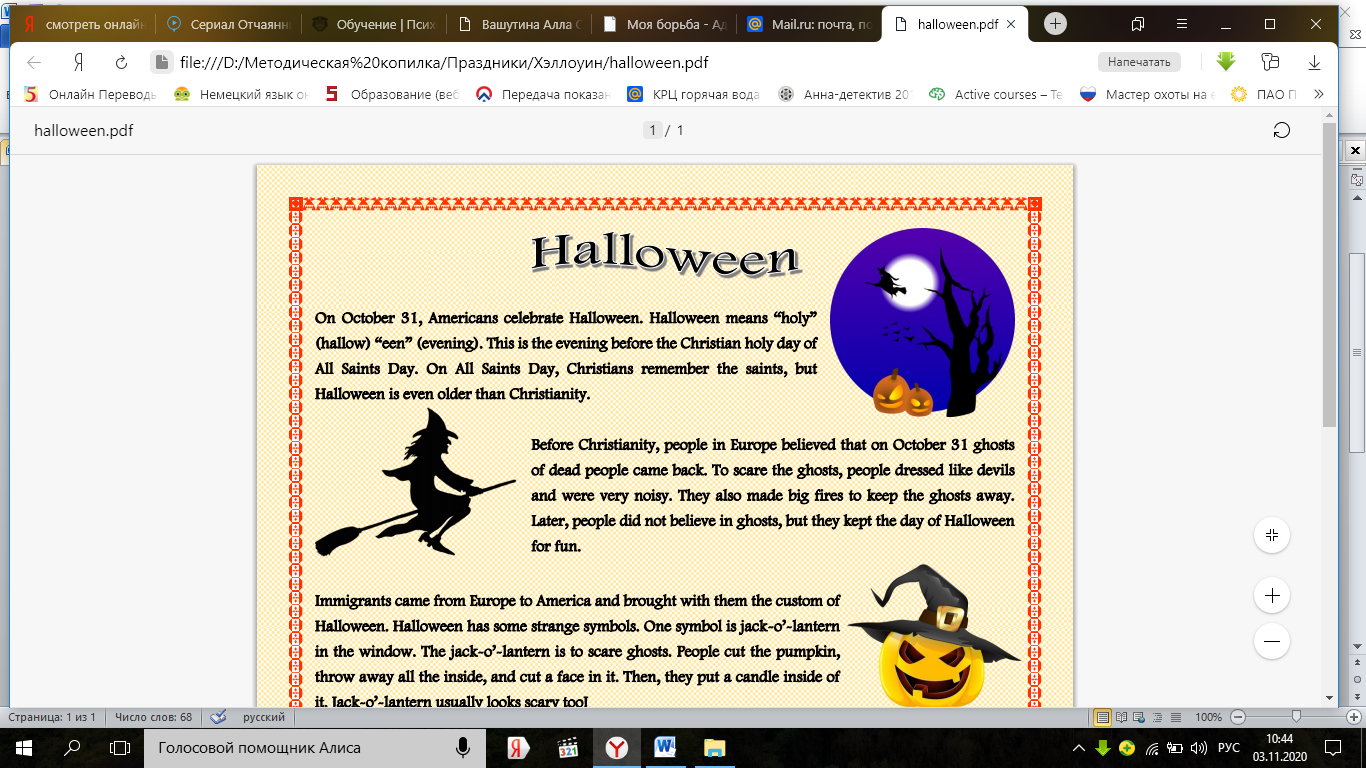 смотреть онлайн
Сериал Отчаянн
Обучение | Псих
Вашутина Алла С
Моя борьба - Ад
Mail.ru: почта, по
halloween.pdf
file:///D:/Методическая%20копилка/Праздники/Хэллоуин/halloween.pdf
Напечатать
Онлайн Переводь
Немецкий язык он
Образование (веб
Передача показан
КРЦ горячая вода
Анна-детектив 201
Active courses – Te
Мастер охоты на е
ПАО П
halloween.pdf
1 / 1
Halloween
On October 31, Americans celebrate Halloween. Halloween means “holy”
(hallow) “een” (evening). This is the evening before the Christian holy day of
All Saints Day. On All Saints Day, Christians remember the saints, but
Halloween is even older than Christianity.
Before Christianity, people in Europe believed that on October 31 ghosts
of dead people came back. To scare the ghosts, people dressed like devils
and were very noisy. They also made big fires to keep the ghosts away.
Later, people did not believe in ghosts, but they kept the day of Halloween
for fun.
Immigrants came from Europe to America and brought with them the custom of
Halloween. Halloween has some strange symbols. One symbol is jack-o’-lantern
in the window. The jack-o’-lantern is to scare ghosts. People cut the pumpkin,
throw away all the inside, and cut a face in it. Then, they put a candle inside of
it. Jack-o’-lantern usually looks scary too!
Страница: 1 из 1
Число слов: 68
русский
100%
Голосовой помощник Алиса
321
РУС
10:44
03.11.2020